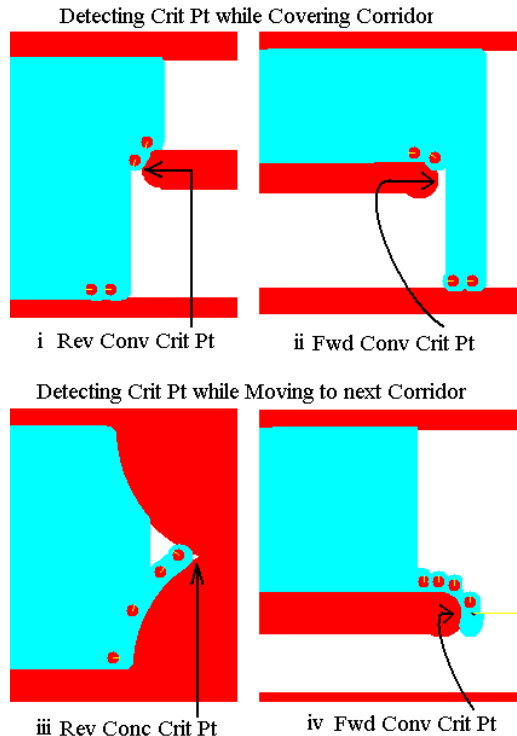 Detecting Crit Pt while Covering Corridor
i Rev Conv Crit Pt
ii Fwd Conv Crit Pt
Detecting Crit Pt while Moving to next Corridor
iii Rev Conc Crit Pt
iv Fwd Conv Crit Pt